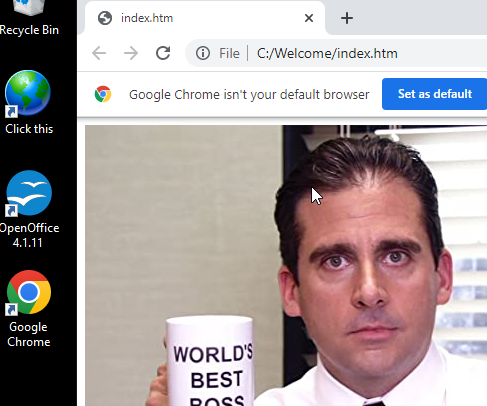 Recycle Bin
Click this
OpenOffice
4.1.11
Google
Chrome
index.htm
File
C:/Welcome/index.htm
Google Chrome isn't your default browser
Set as default
WORLD'S
BEST
BOSS